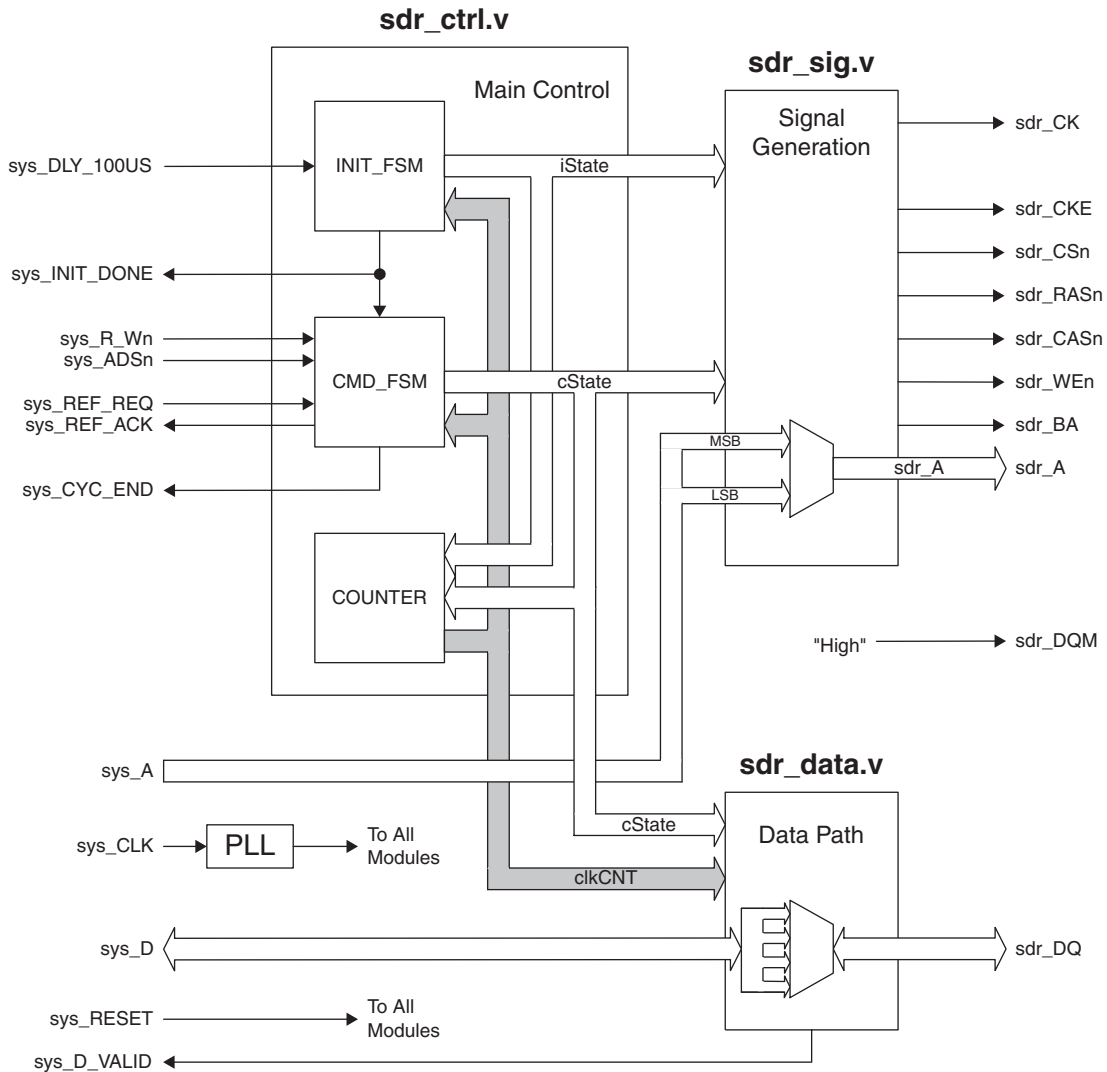 sdr_ctrl.v
Main Control
sdr_sig.v
Signal
Generation
sys_DLY_100US
INIT_FSM
iState
sdr_CK
sdr_CKE
sys_INIT_DONE
sdr_CSn
sdr_RASn
sys_R_Wn
sys_ADSn
sdr_CASn
CMD_FSM
cState
sdr_WEn
sys_REF_REQ
sys_REF_ACK
sdr_BA
MSB
sdr_A
sdr_A
sys_CYC_END
LSB
COUNTER
"High"
sdr_DQM
sys_A
sdr_data.v
cState
Data Path
sys_CLK
PLL
To All
Modules
clkCNT
sys_D
sdr_DQ
sys_RESET
To All
Modules
sys_D_VALID